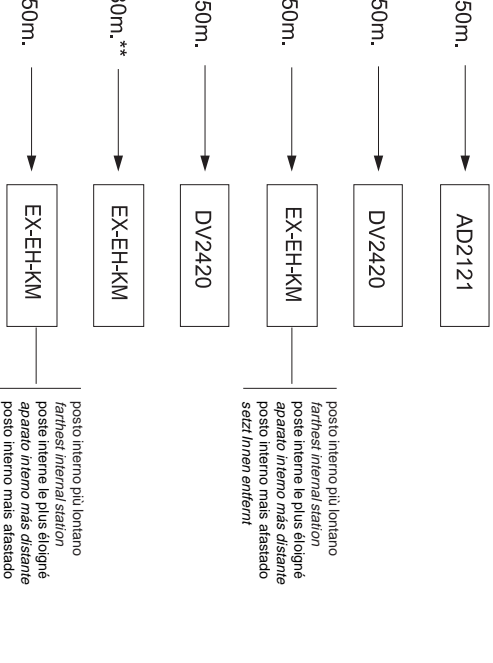 50m.
AD2121
50m.
DV2420
50m.
EX-EH-KM
posto interno più lontano
farthest internal station
poste interne le plus éloigné
aparato interno más distante
posto interno mais afastado
setzt Innen entfernt
50m.
DV2420
30m.**
EX-EH-KM
50m.
EX-EH-KM
posto interno più lontano
farthest internal station
poste interne le plus éloigné
aparato interno más distante
posto interno mais afastado